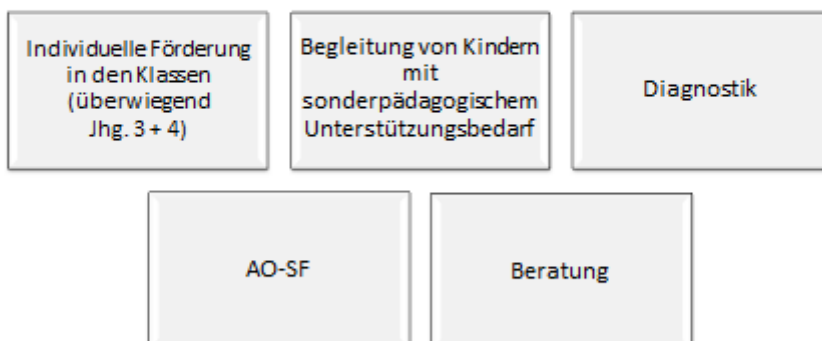 Individuelle Förderung
in den Klassen
(überwiegend
Jhg. 3 + 4)
Begleitung von Kindern
mit
sonderpädagogischem
Unterstützungsbedarf
Diagnostik
AO-SF
Beratung